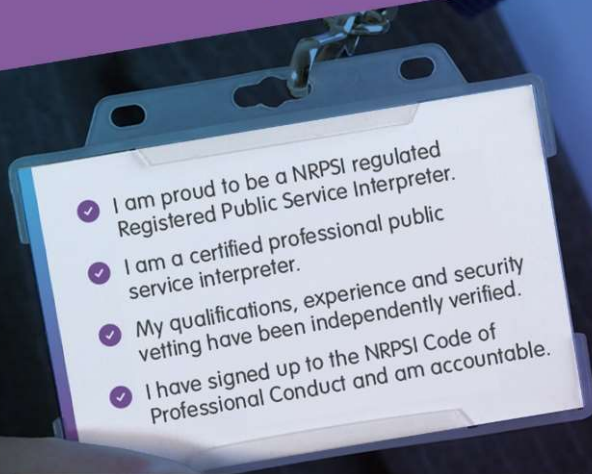 I am proud to be a NRPSI regulated
Registered Public Service Interpreter.
I am a certified professional public
service interpreter.
My qualifications, experience and security
vetting have been independently verified.
I have signed up to the NRPSI Code of
Professional Conduct and am accountable.